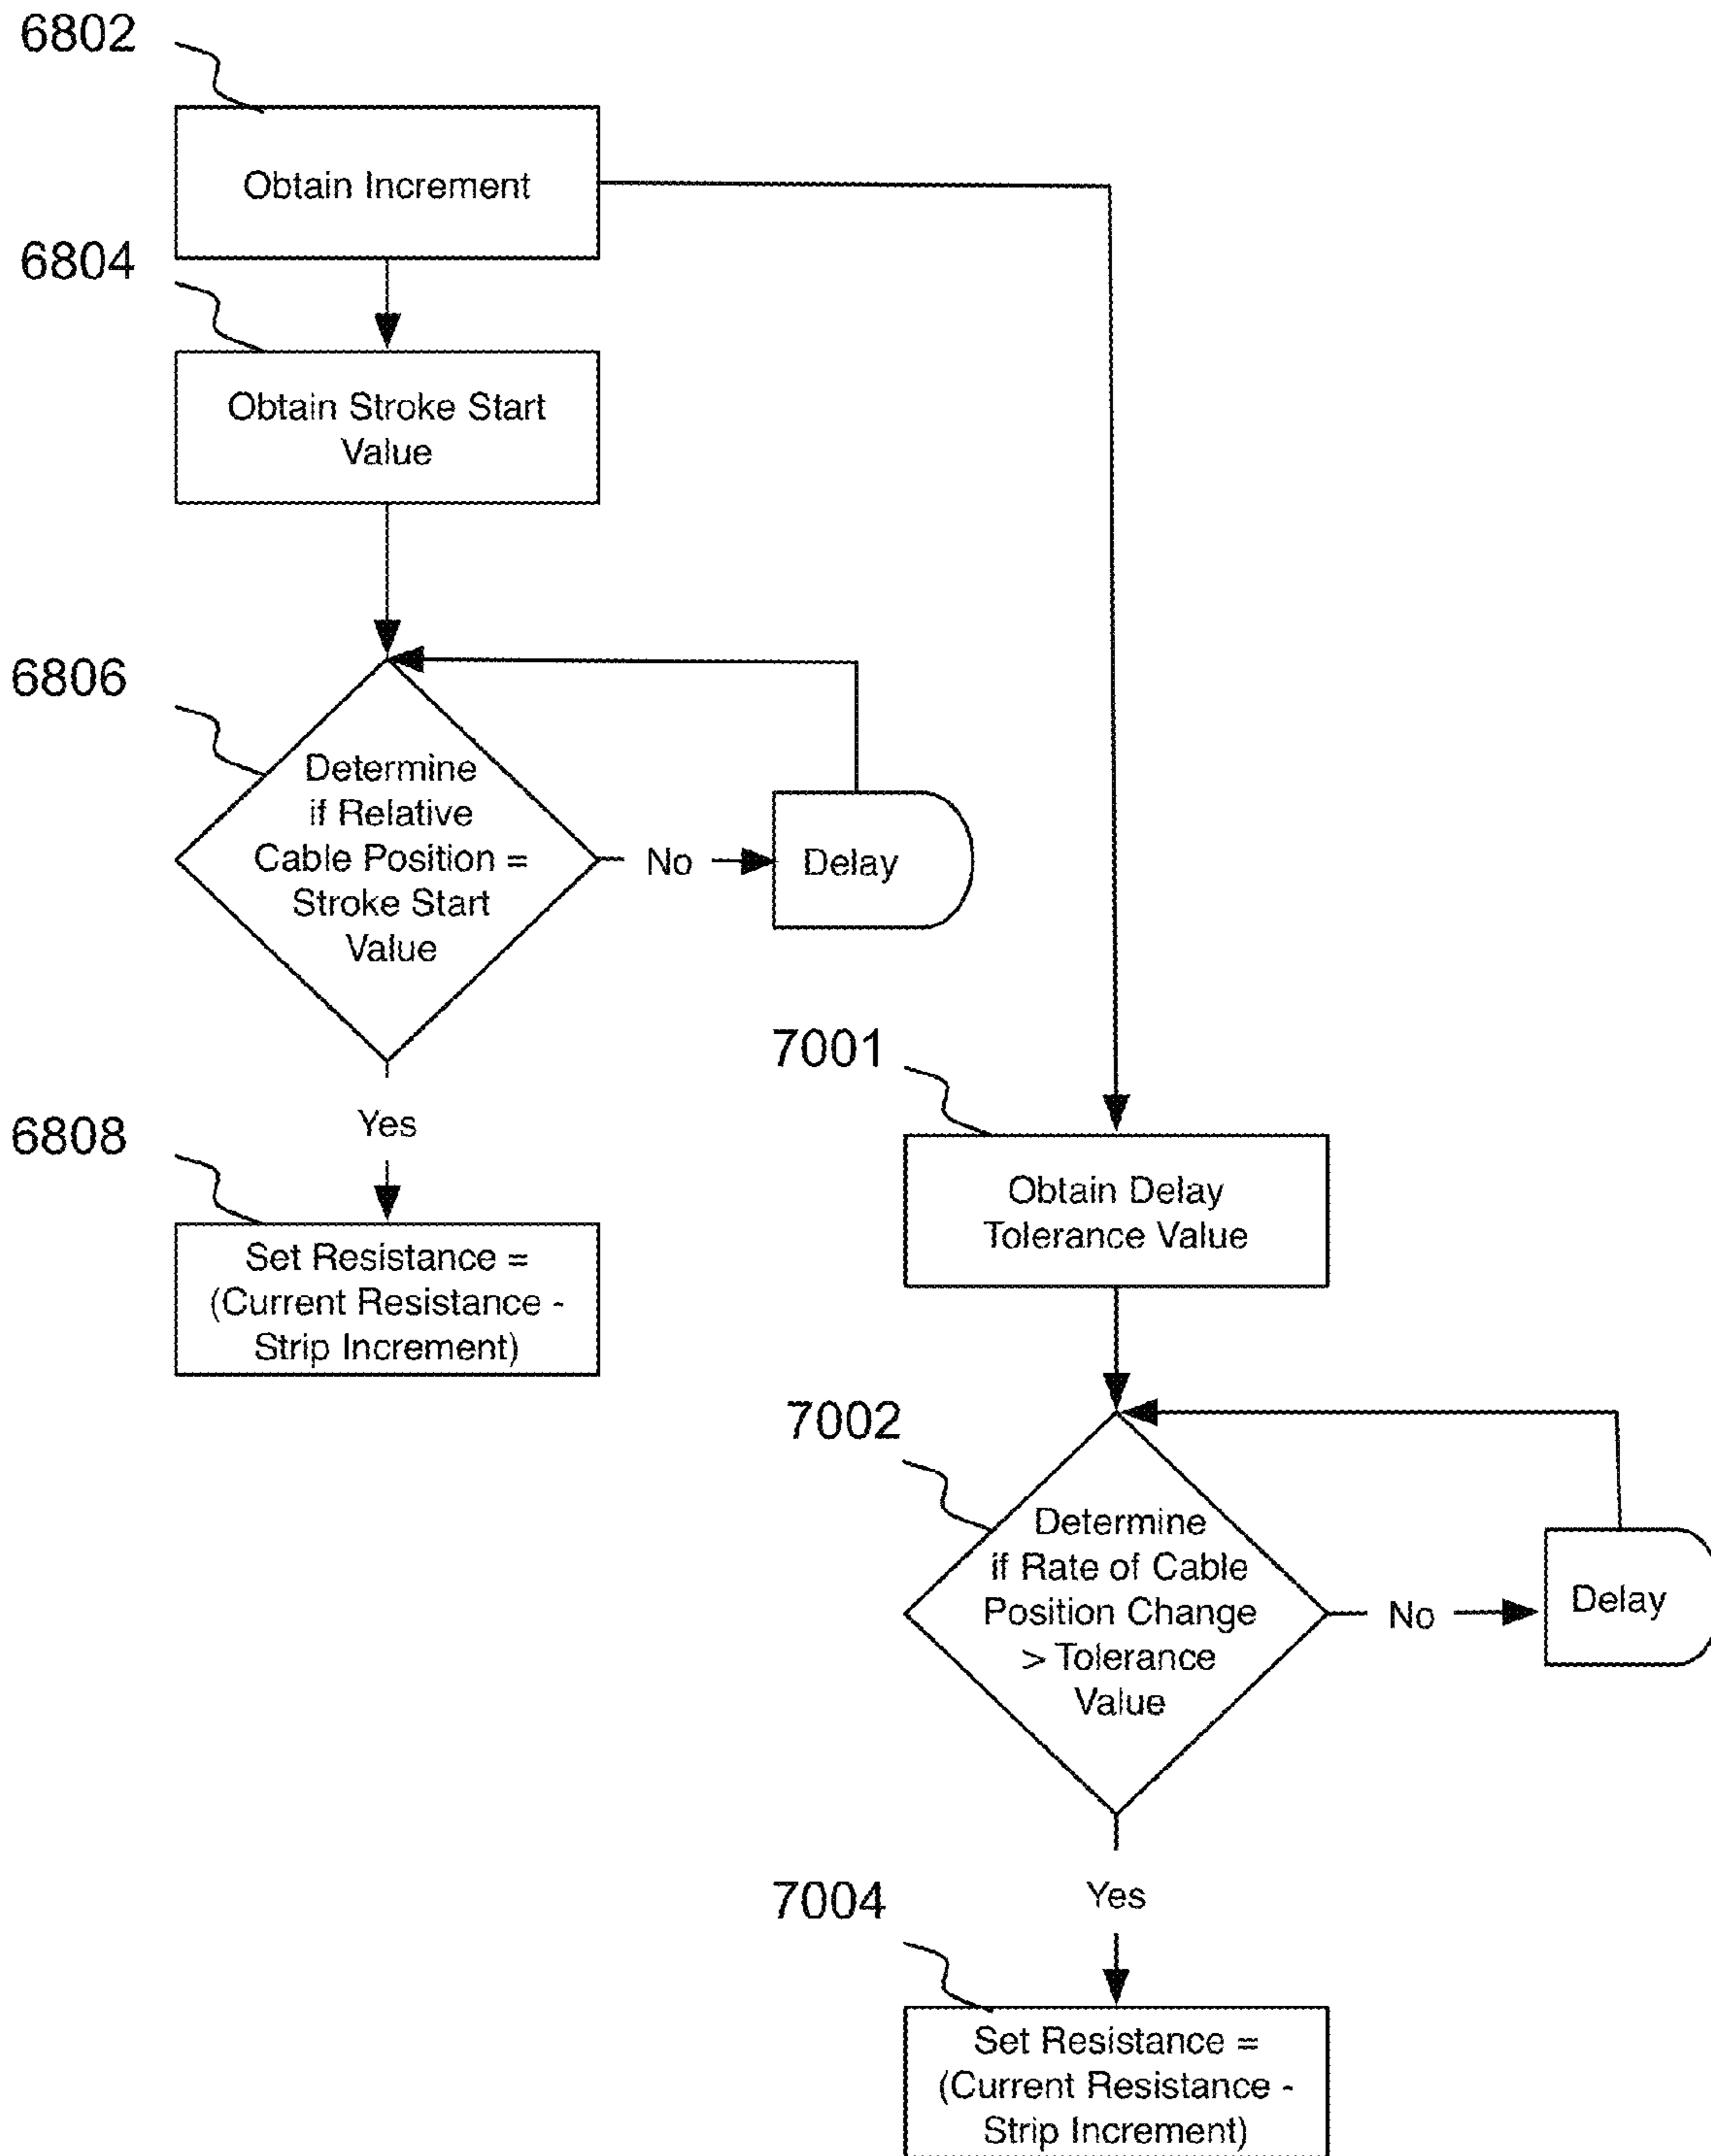 6802
Obtain Increment
6804
Obtain Stroke Start
Value
6806
Determine
if Relative
Cable Position =
Stroke Start
Value
No
Delay
Yes
6808
Set Resistance =
(Current Resistance -
Strip Increment)
7001
Obtain Delay
Tolerance Value
7002
Determine
if Rate of Cable
Position Change
> Tolerance
Value
No
Delay
Yes
7004
Set Resistance =
(Current Resistance -
Strip Increment)